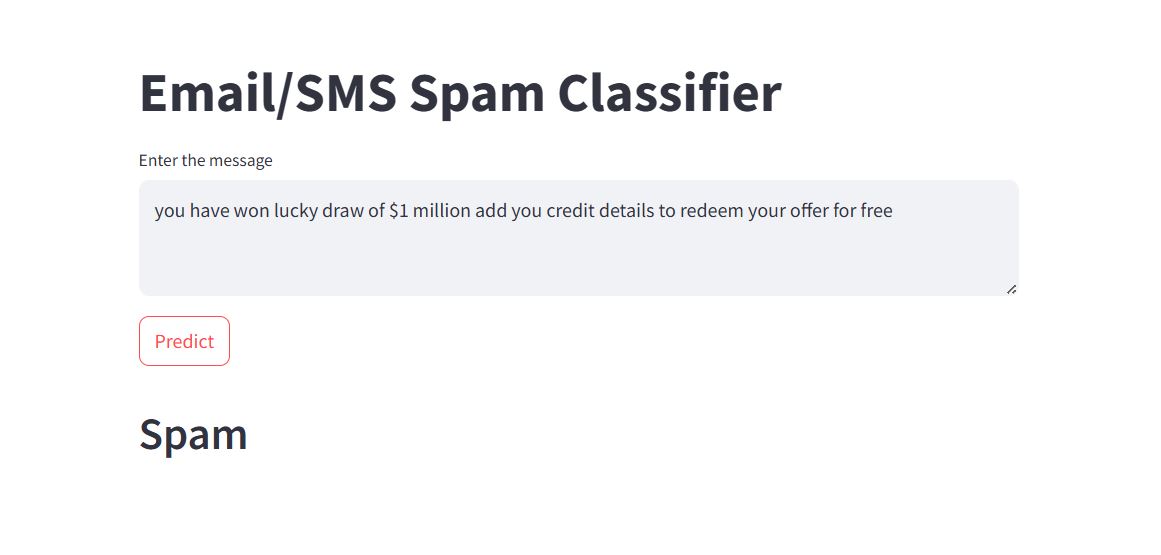 Email/SMS Spam Classifier
Enter the message
you have won lucky draw of $1 million add you credit details to redeem your offer for free
Predict
Spam